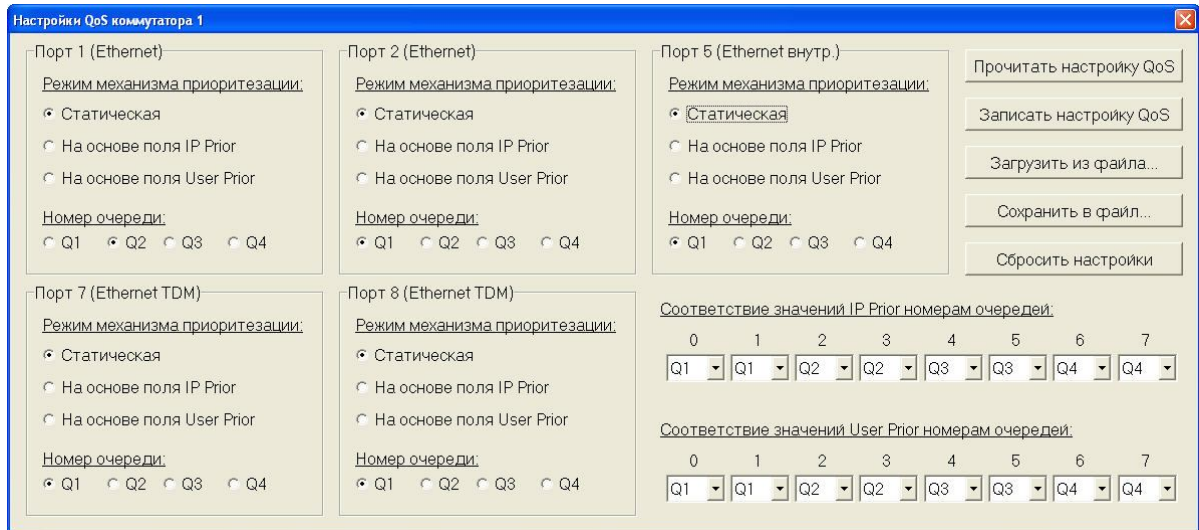 Настройки QoS коммутатора 1
Порт 1 (Ethernet)
Режим механизма приоритезации:
Статическая
На основе поля IP Prior
На основе поля User Prior
Номер очереди:
Q1 Q2 Q3 Q4
Порт 2 (Ethernet)
Режим механизма приоритезации:
Статическая
На основе поля IP Prior
На основе поля User Prior
Номер очереди:
Q1 Q2 Q3 Q4
Порт 5 (Ethernet внутр.)
Режим механизма приоритезации:
Статическая
На основе поля IP Prior
На основе поля User Prior
Номер очереди:
Q1 Q2 Q3 Q4
Прочитать настройку QoS
Записать настройку QoS
Загрузить из файла...
Сохранить в файл...
Сбросить настройки
Порт 7 (Ethernet TDM)
Режим механизма приоритезации:
Статическая
На основе поля IP Prior
На основе поля User Prior
Номер очереди:
Q1 Q2 Q3 Q4
Порт 8 (Ethernet TDM)
Режим механизма приоритезации:
Статическая
На основе поля IP Prior
На основе поля User Prior
Номер очереди:
Q1 Q2 Q3 Q4
Соответствие значений IP Prior номерам очередей:
0 1 2 3 4 5 6 7
Q1 Q1 Q2 Q2 Q3 Q3 Q4 Q4
Соответствие значений User Prior номерам очередей:
0 1 2 3 4 5 6 7
Q1 Q1 Q2 Q2 Q3 Q3 Q4 Q4